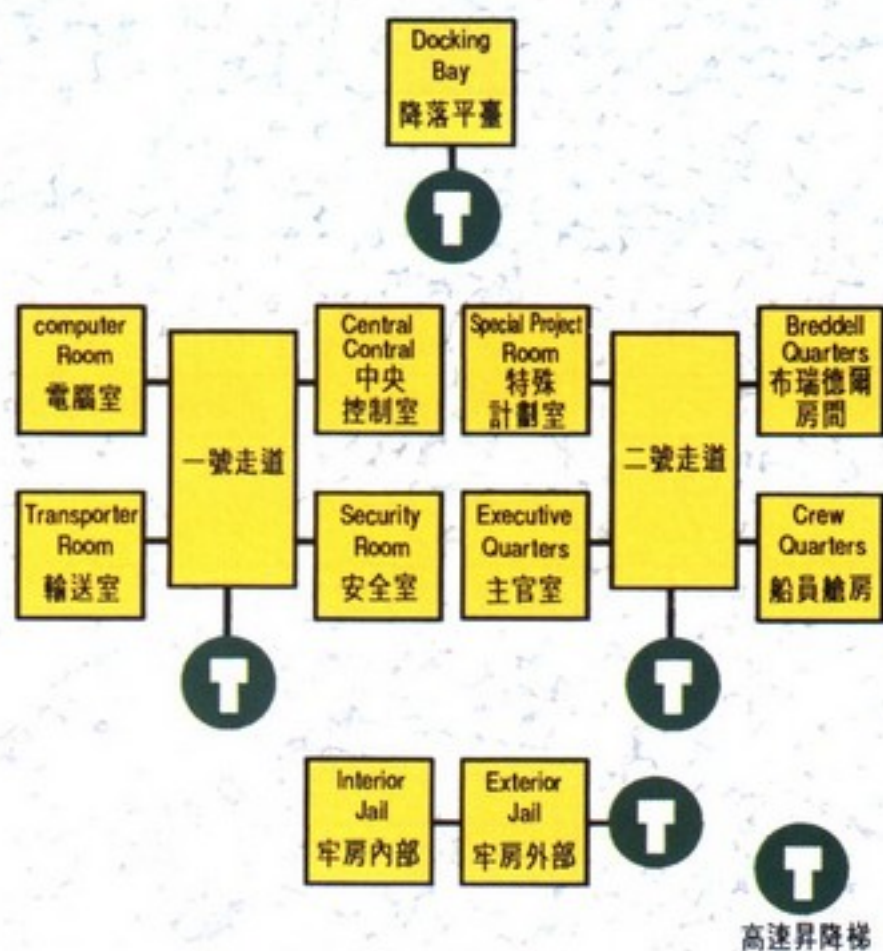 Docking
Bay
降落平臺
computer
Room
電腦室
Central
Contral
中央
控制室
Special Project
Room
特殊
計劃室
Breddell
Quarters
布瑞德爾
房間
一號走道
二號走道
Transporter
Room
輸送室
Security
Room
安全室
Executive
Quarters
主官室
Crew
Quarters
船員艙房
Interior
Jail
牢房內部
Exterior
Jail
牢房外部
高速昇降梯